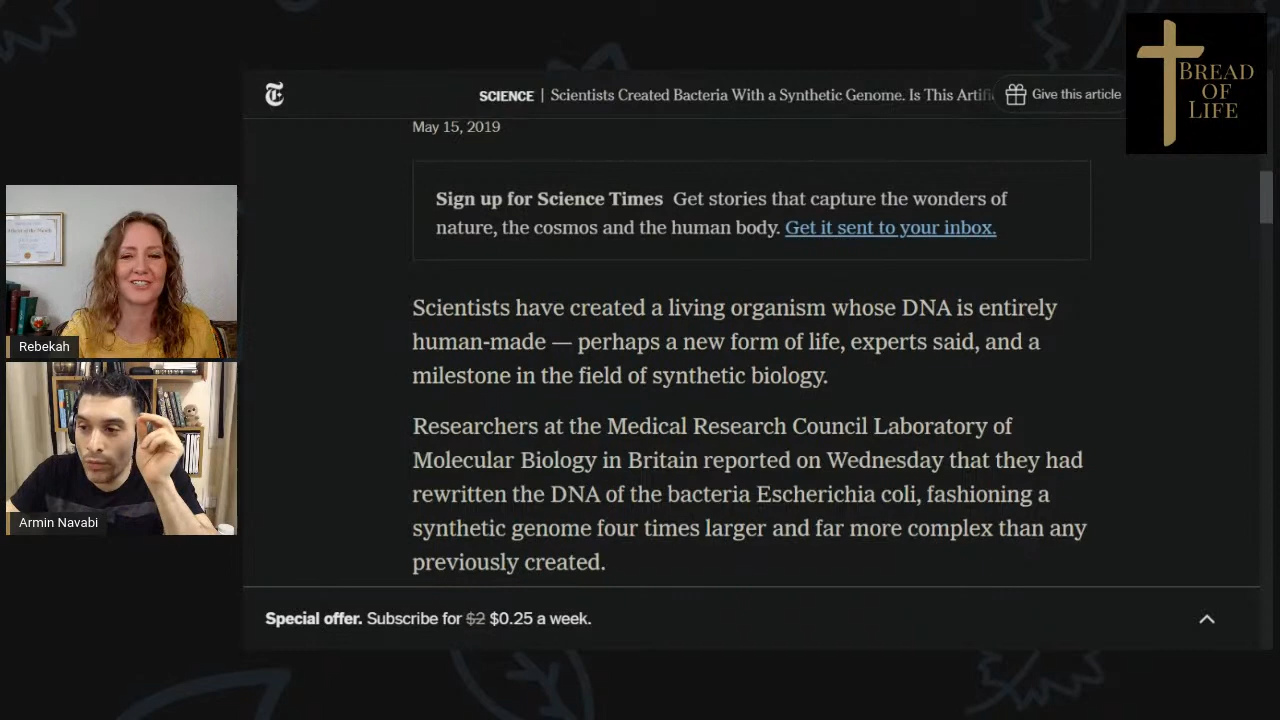 SCIENCE | Scientists Created Bacteria With a Synthetic Genome. Is This Artifi
Give this article
BREAD
OF
LIFE
May 15, 2019
Sign up for Science Times Get stories that capture the wonders of
nature, the cosmos and the human body. Get it sent to your inbox.
Scientists have created a living organism whose DNA is entirely
human-made — perhaps a new form of life, experts said, and a
milestone in the field of synthetic biology.
Researchers at the Medical Research Council Laboratory of
Molecular Biology in Britain reported on Wednesday that they had
rewritten the DNA of the bacteria Escherichia coli, fashioning a
synthetic genome four times larger and far more complex than any
previously created.
Special offer. Subscribe for $2 $0.25 a week.
Rebekah
Armin Navabi